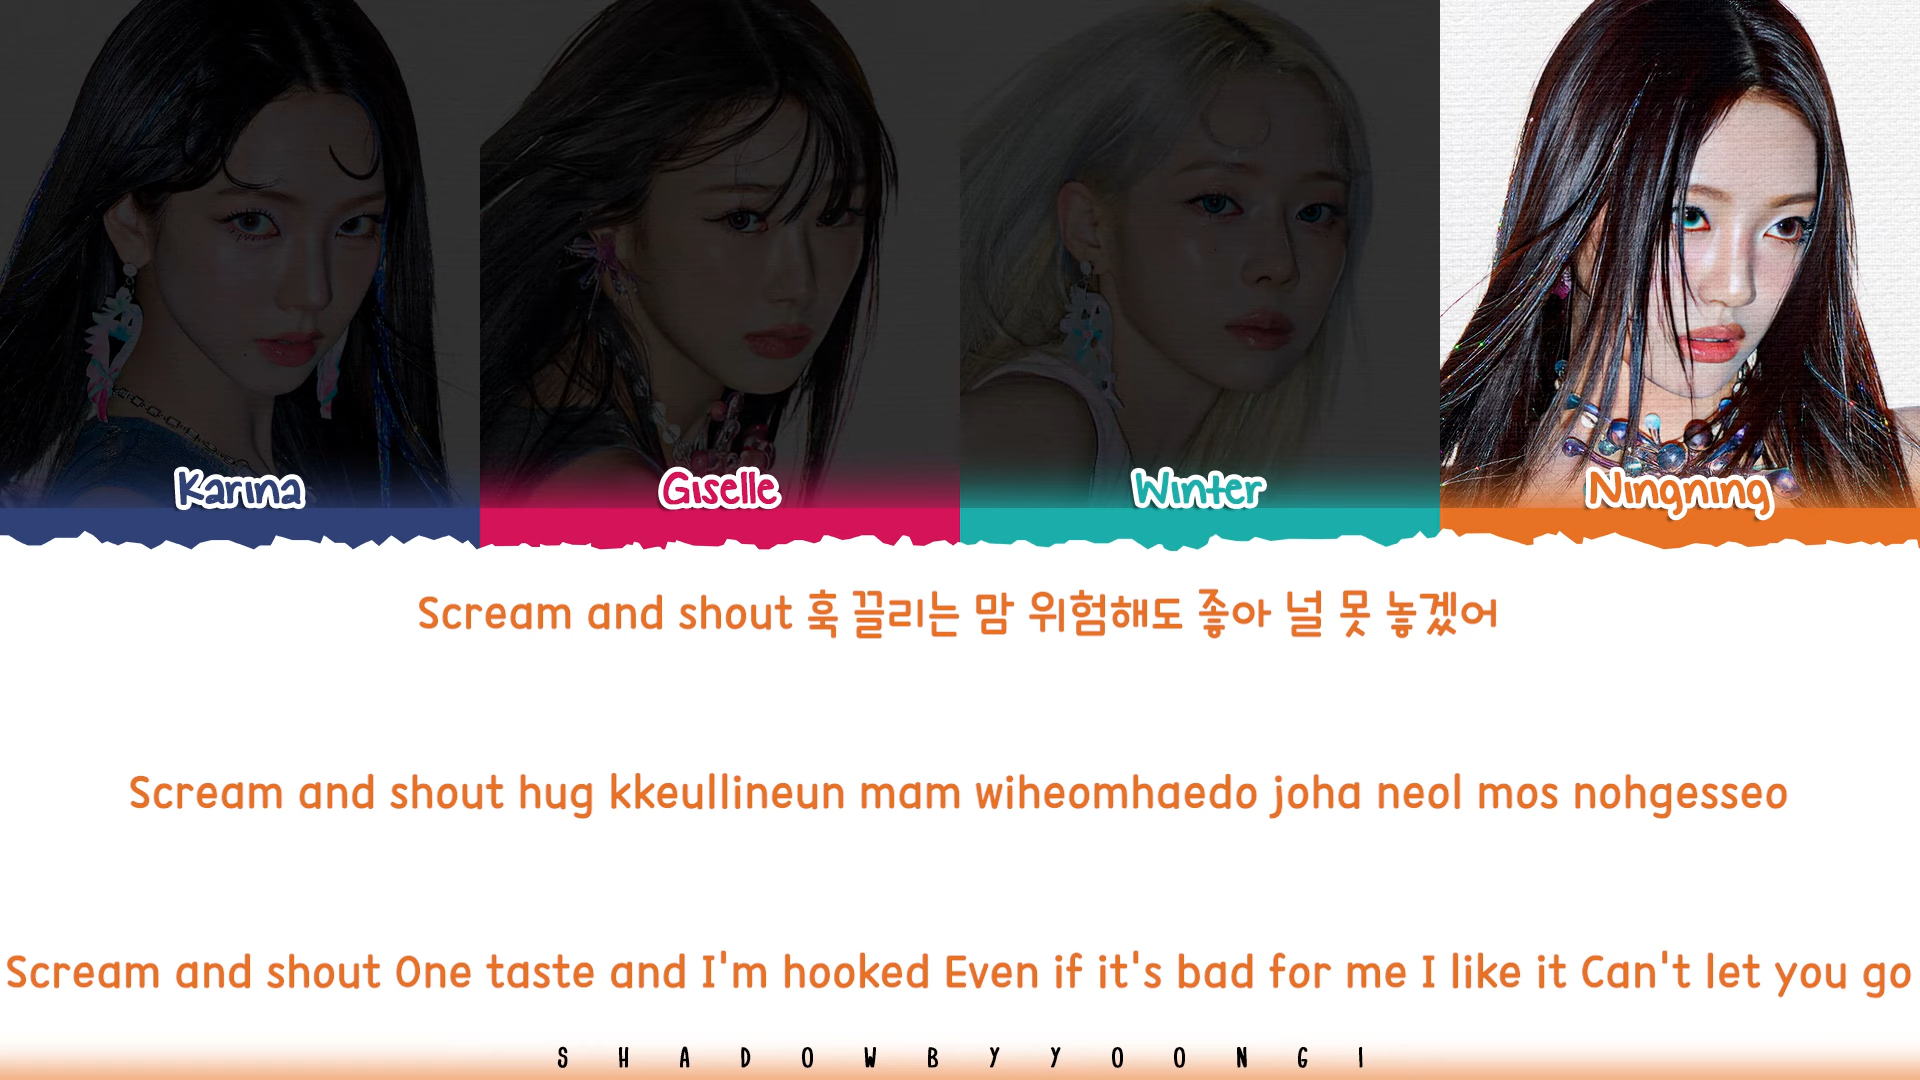 Karina
Giselle
Winter
Ningning
Scream and shout 훅 끌리는 맘 위험해도 좋아 널 못 놓겠어
Scream and shout hug kkeullineun mam wiheomhaedo joha neol mos nohgesseo
Scream and shout One taste and I'm hooked Even if it's bad for me I like it Can't let you go
SHADOWBYYOONGI